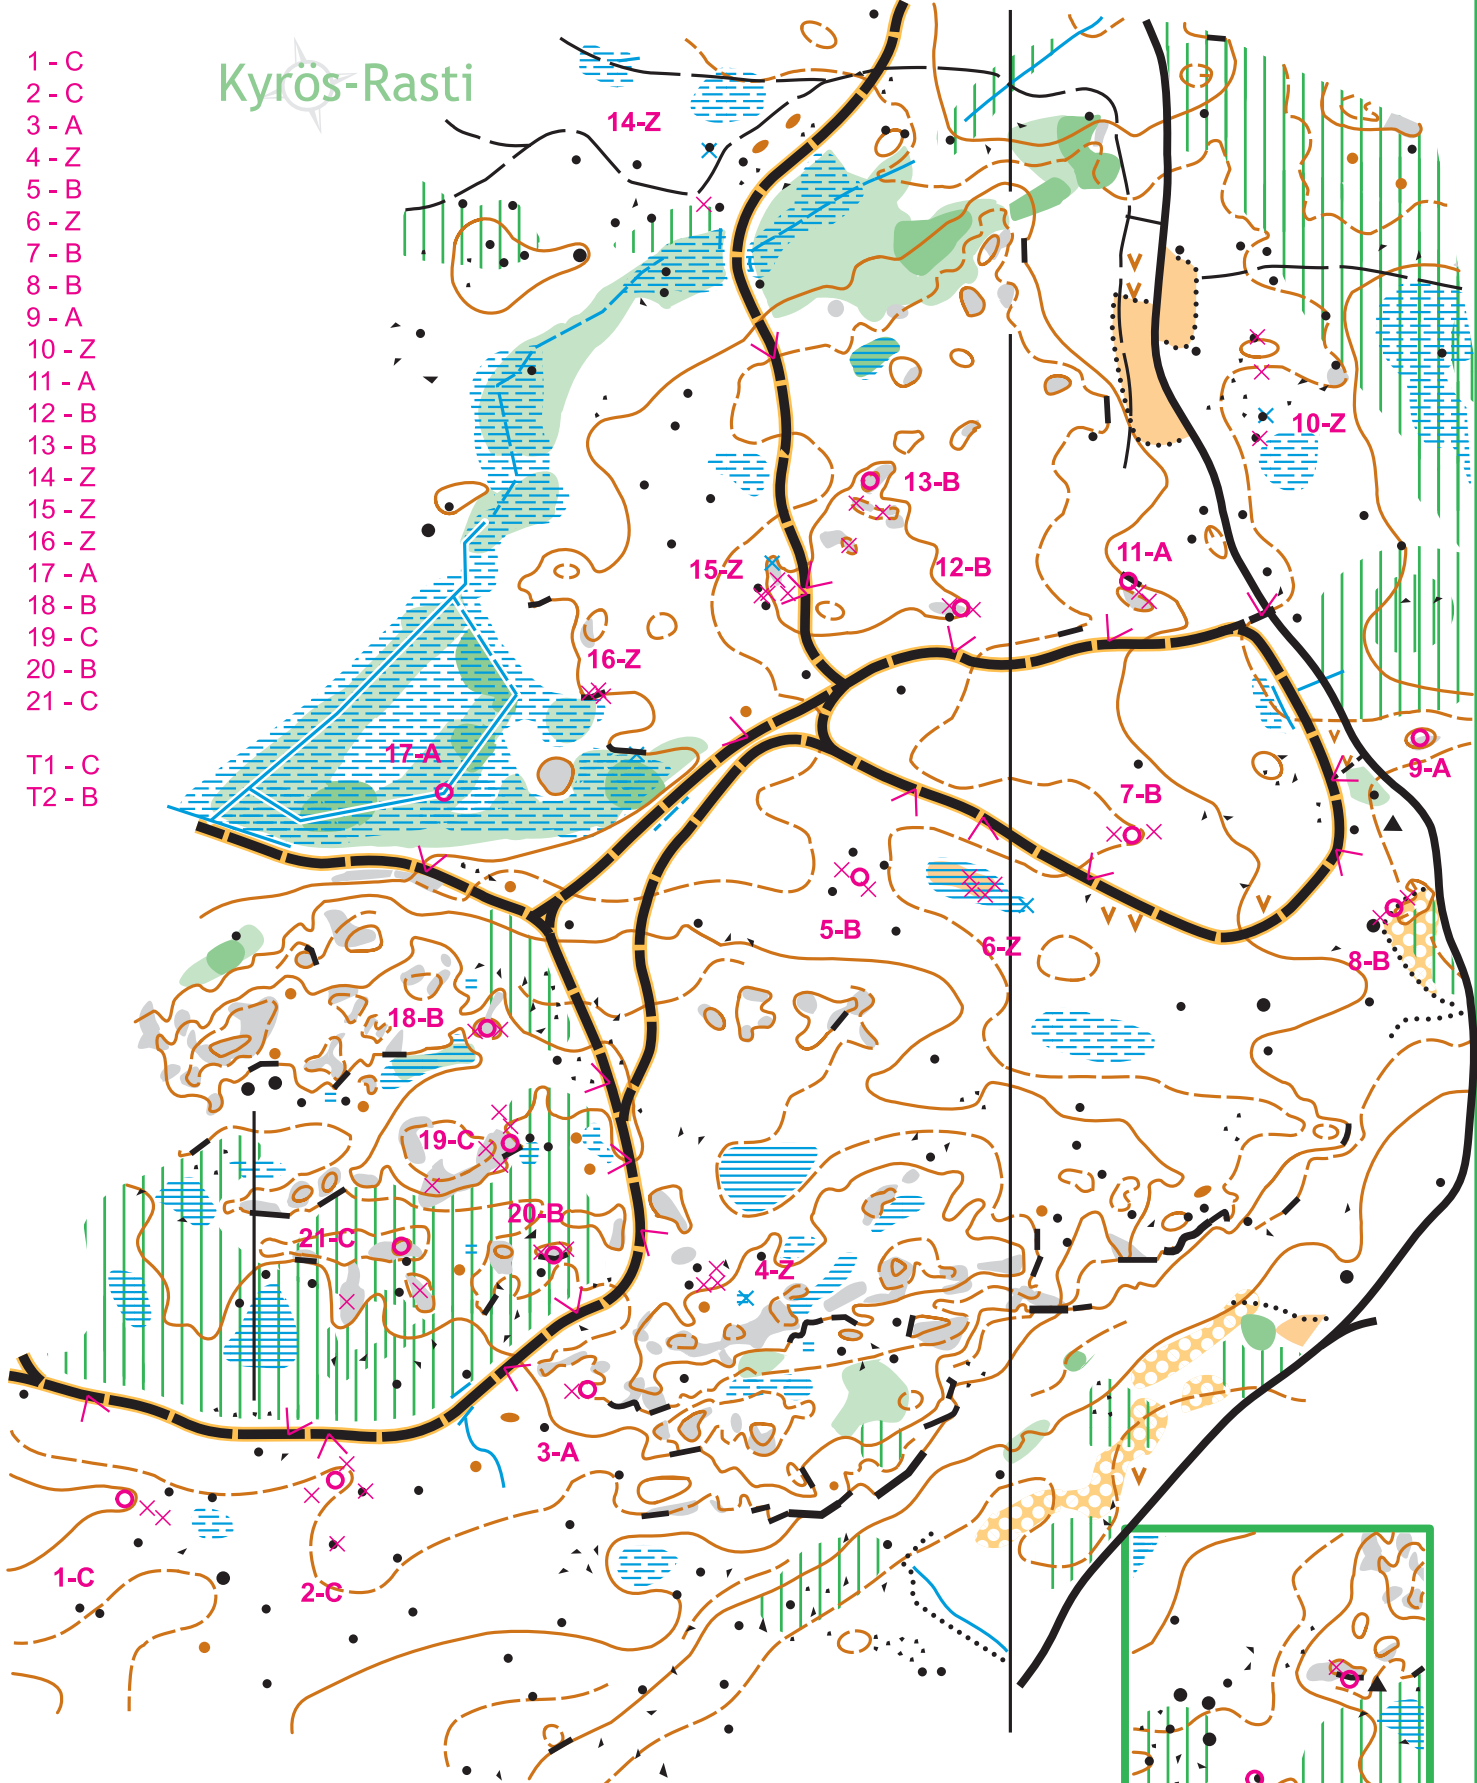 Kyrös-Rasti
1 - C
2 - C
3 - A
4 - Z
5 - B
6 - Z
7 - B
8 - B
9 - A
10 - Z
11 - A
12 - B
13 - B
14 - Z
15 - Z
16 - Z
17 - A
18 - B
19 - C
20 - B
21 - C
T1 - C
T2 - B
14-Z
10-Z
13-B
11-A
12-B
15-Z
16-Z
17-A
9-A
7-B
5-B
6-Z
8-B
18-B
19-C
20-B
21-C
4-Z
3-A
1-C
2-C